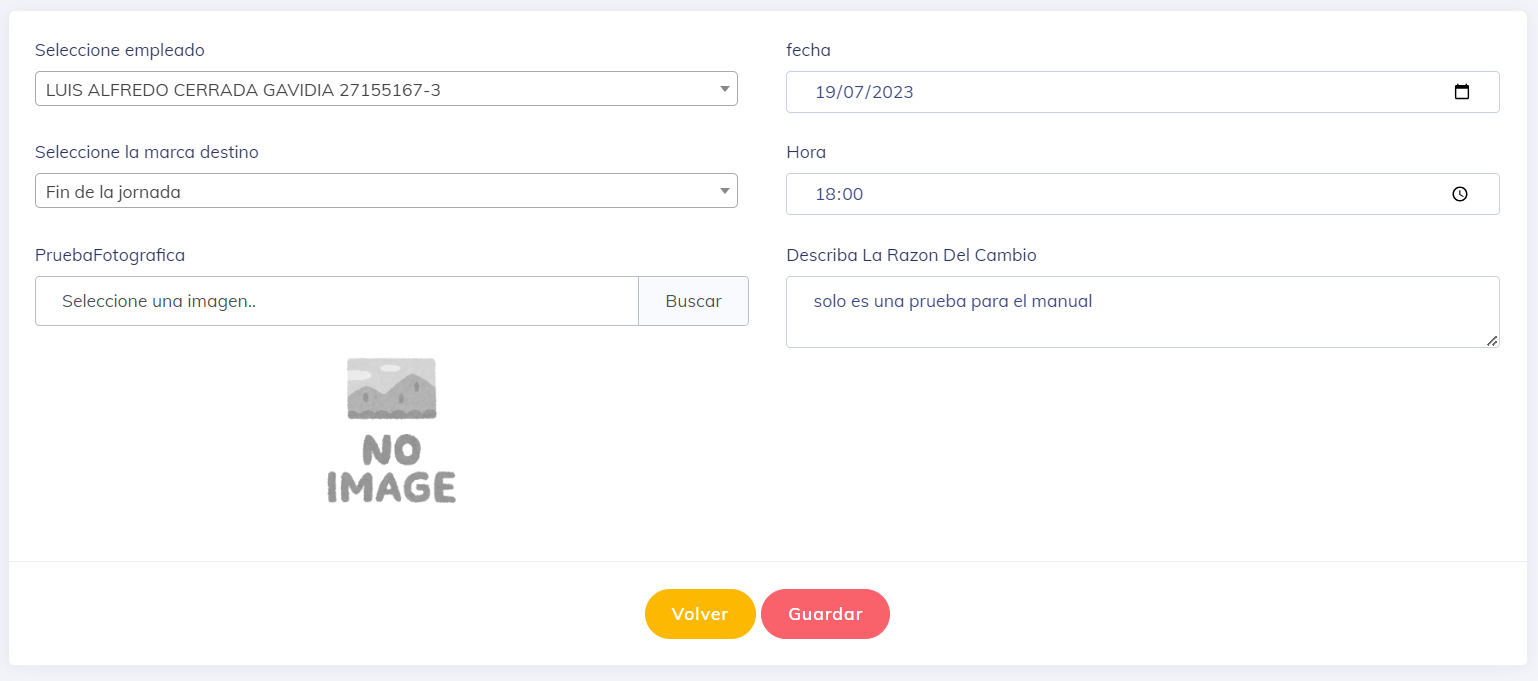 Seleccione empleado
LUIS ALFREDO CERRADA GAVIDIA 27155167-3
fecha
19/07/2023
Seleccione la marca destino
Fin de la jornada
Hora
18:00
PruebaFotografica
Seleccione una imagen..
Buscar
Describa La Razon Del Cambio
solo es una prueba para el manual
NO
IMAGE
Volver
Guardar